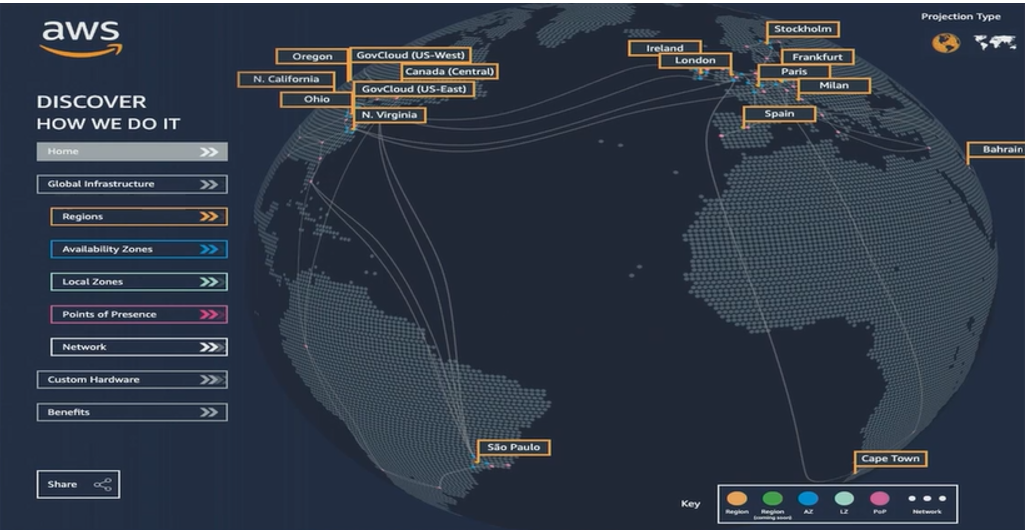 aws
DISCOVER
HOW WE DO IT
Home
Global Infrastructure
Regions
Availability Zones
Local Zones
Points of Presence
Network
Custom Hardware
Benefits
Share
Oregon
GovCloud (US-West)
N. California
Canada (Central)
Ohio
GovCloud (US-East)
N. Virginia
Ireland
London
Stockholm
Frankfurt
Paris
Milan
Spain
Bahrain
São Paulo
Cape Town
Projection Type
Key
Region
Region
(coming soon)
AZ
LZ
PoP
Network